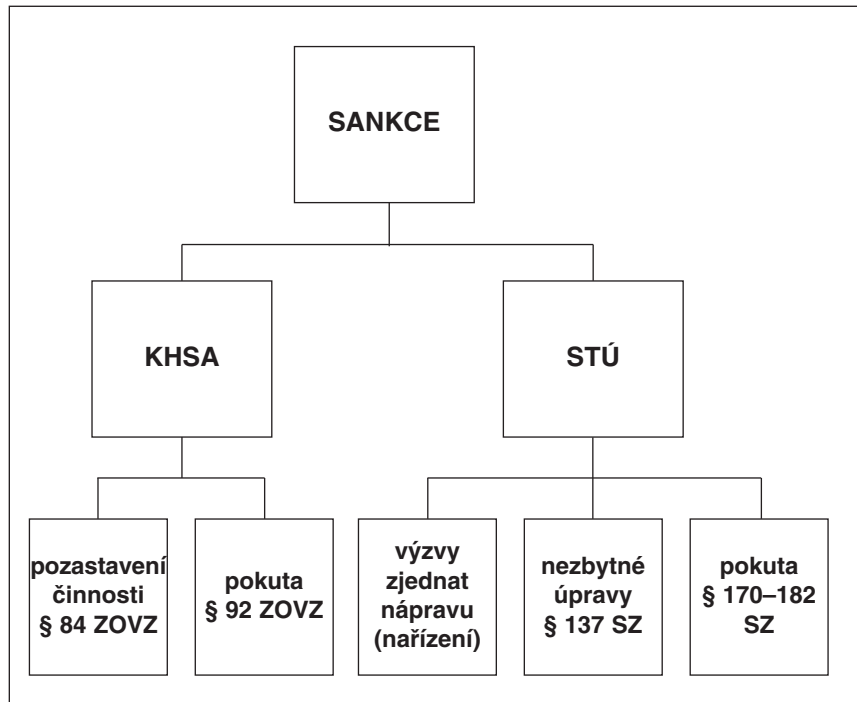 SANKCE
KHSA
STÚ
pozastavení
činnosti
§ 84 ZOVZ
pokuta
§ 92 ZOVZ
výzvy
zjednat
nápravu
(nařízení)
nezbytné
úpravy
§ 137 SZ
pokuta
§ 170–182
SZ